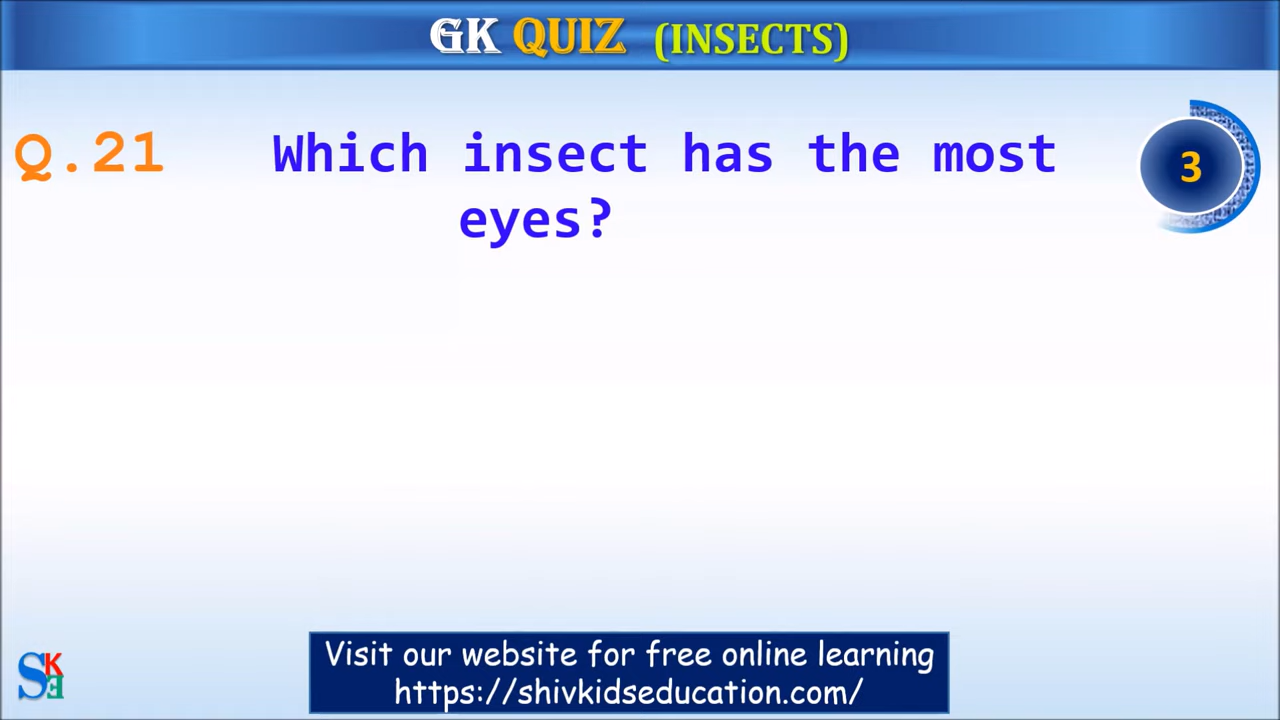 GK QUIZ (INSECTS)
Q.21 Which insect has the most
eyes?
3
Visit our website for free online learning
https://shivkidseducation.com/
SKE